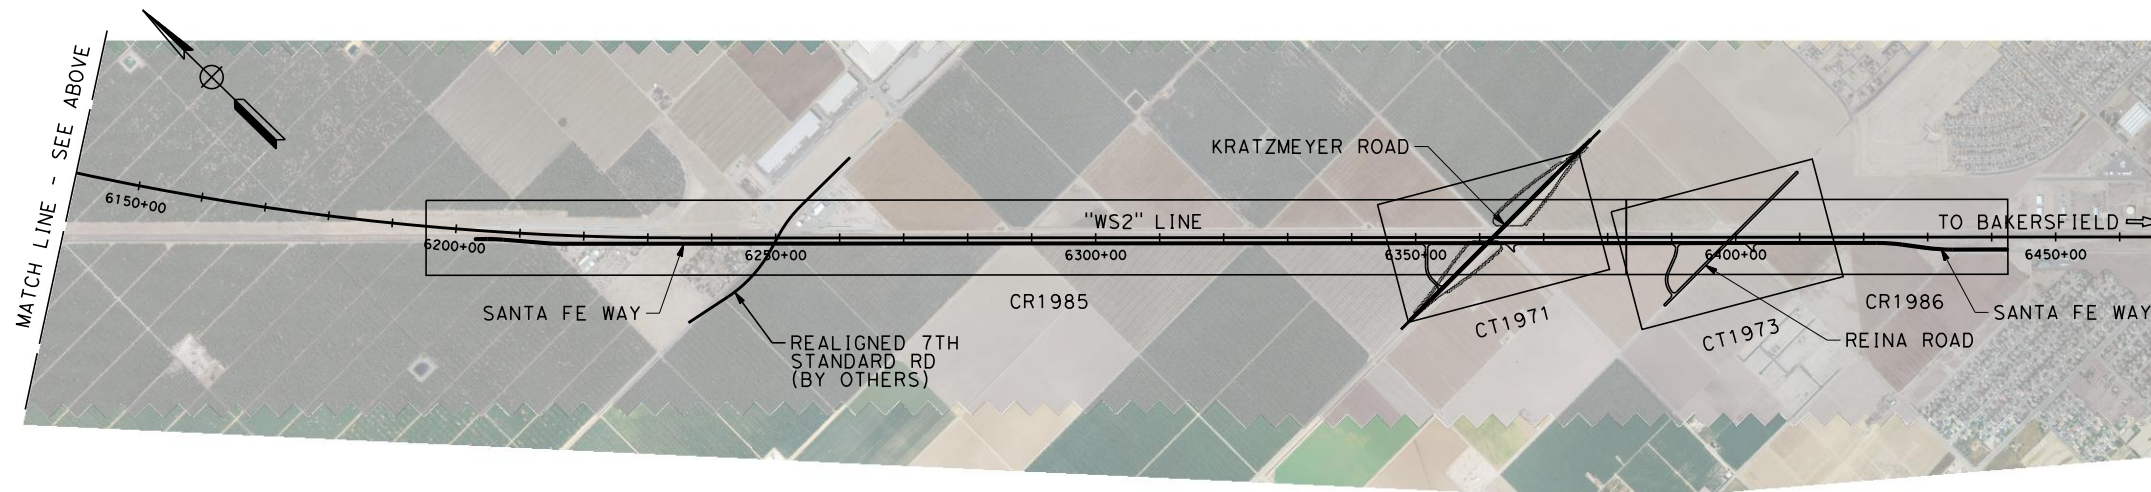 MATCH LINE - SEE ABOVE
6150+00
6200+00
SANTA FE WAY
6250+00
REALIGNED 7TH
STANDARD RD
(BY OTHERS)
"WS2" LINE
6300+00
CR1985
KRATZMEYER ROAD
6350+00
CT1971
6400+00
CT1973
REINA ROAD
CR1986
TO BAKERSFIELD
6450+00
SANTA FE WAY